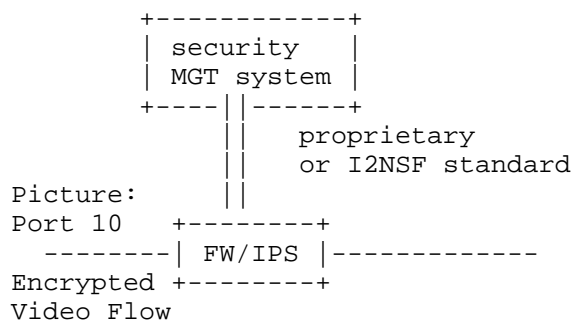 security
MGT system
proprietary
or I2NSF standard
Picture:
Port 10
FW/IPS
Encrypted
Video Flow